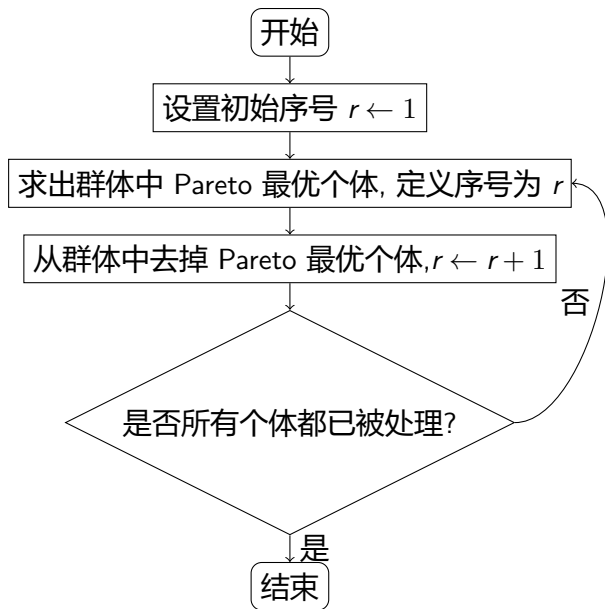 开始
设置初始序号 r ← 1
求出群体中 Pareto 最优个体, 定义序号为 r
从群体中去掉 Pareto 最优个体,r ← r + 1
否
是否所有个体都已被处理?
是
结束